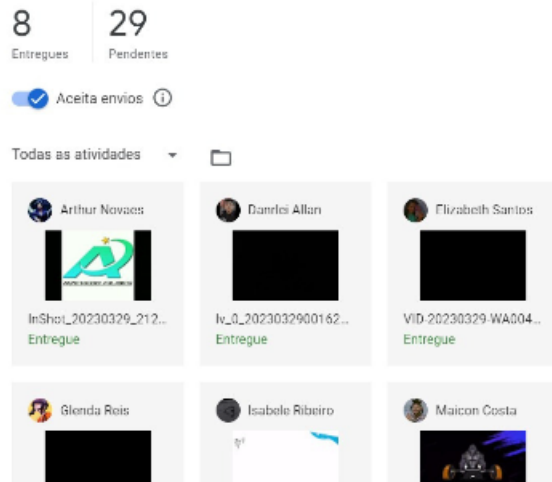 8
29
Entregues
Pendentes
Aceita envios
Todas as atividades
Arthur Novaes
Danrlei Allan
Elizabeth Santos
InShot_20230329_212...
lv_0_2023032900162...
VID-20230329-WA004...
Entregue
Entregue
Entregue
Glenda Reis
Isabele Ribeiro
Maicon Costa